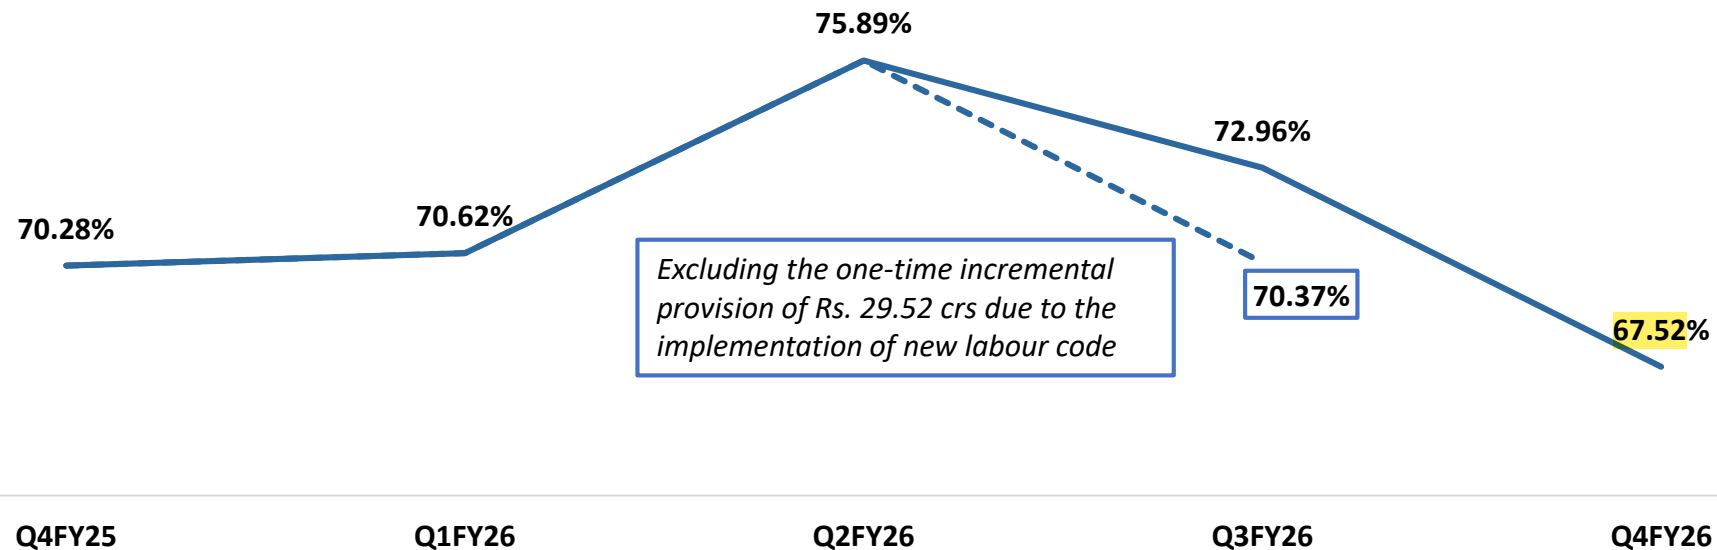 75.89%
72.96%
70.62%
70.28%
Excluding the one-time incremental
provision of Rs. 29.52 crs due to the
implementation of new labour code
70.37%
67.52%
Q4FY25
Q1FY26
Q2FY26
Q3FY26
Q4FY26